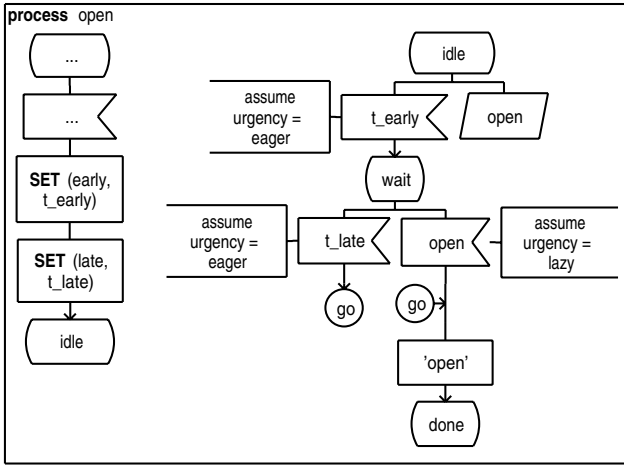 process open
...
...
SET (early,
t_early)
SET (late,
t_late)
idle
idle
assume
urgency =
eager
t_early
open
wait
assume
urgency =
eager
t_late
open
assume
urgency =
lazy
go
go
'open'
done